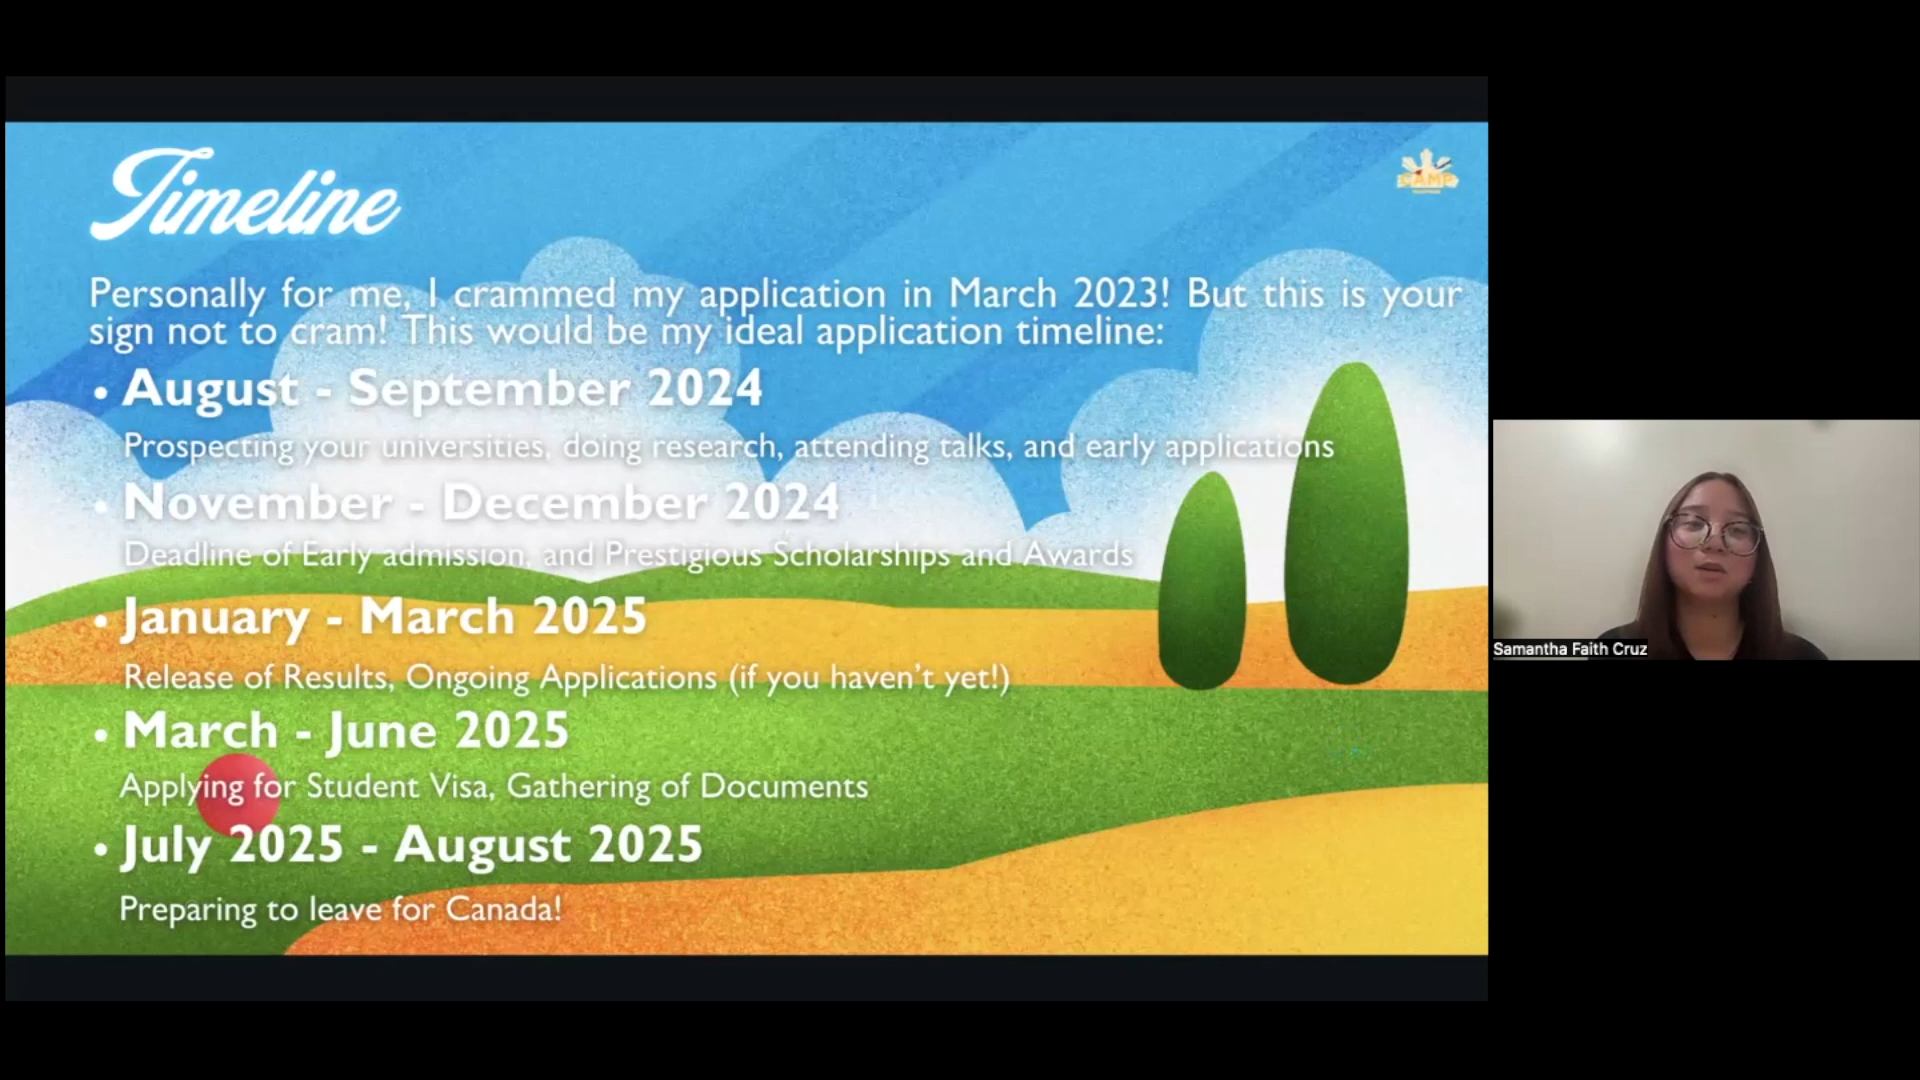 Timeline
CAMP
Personally for me, I crammed my application in March 2023! But this is your
sign not to cram! This would be my ideal application timeline:
• August - September 2024
Prospecting your universities, doing research, attending talks, and early applications
• November - December 2024
Deadline of Early admission, and Prestigious Scholarships and Awards
• January - March 2025
Release of Results, Ongoing Applications (if you haven't yet!)
• March - June 2025
Applying for Student Visa, Gathering of Documents
• July 2025 - August 2025
Preparing to leave for Canada!
Samantha Faith Cruz